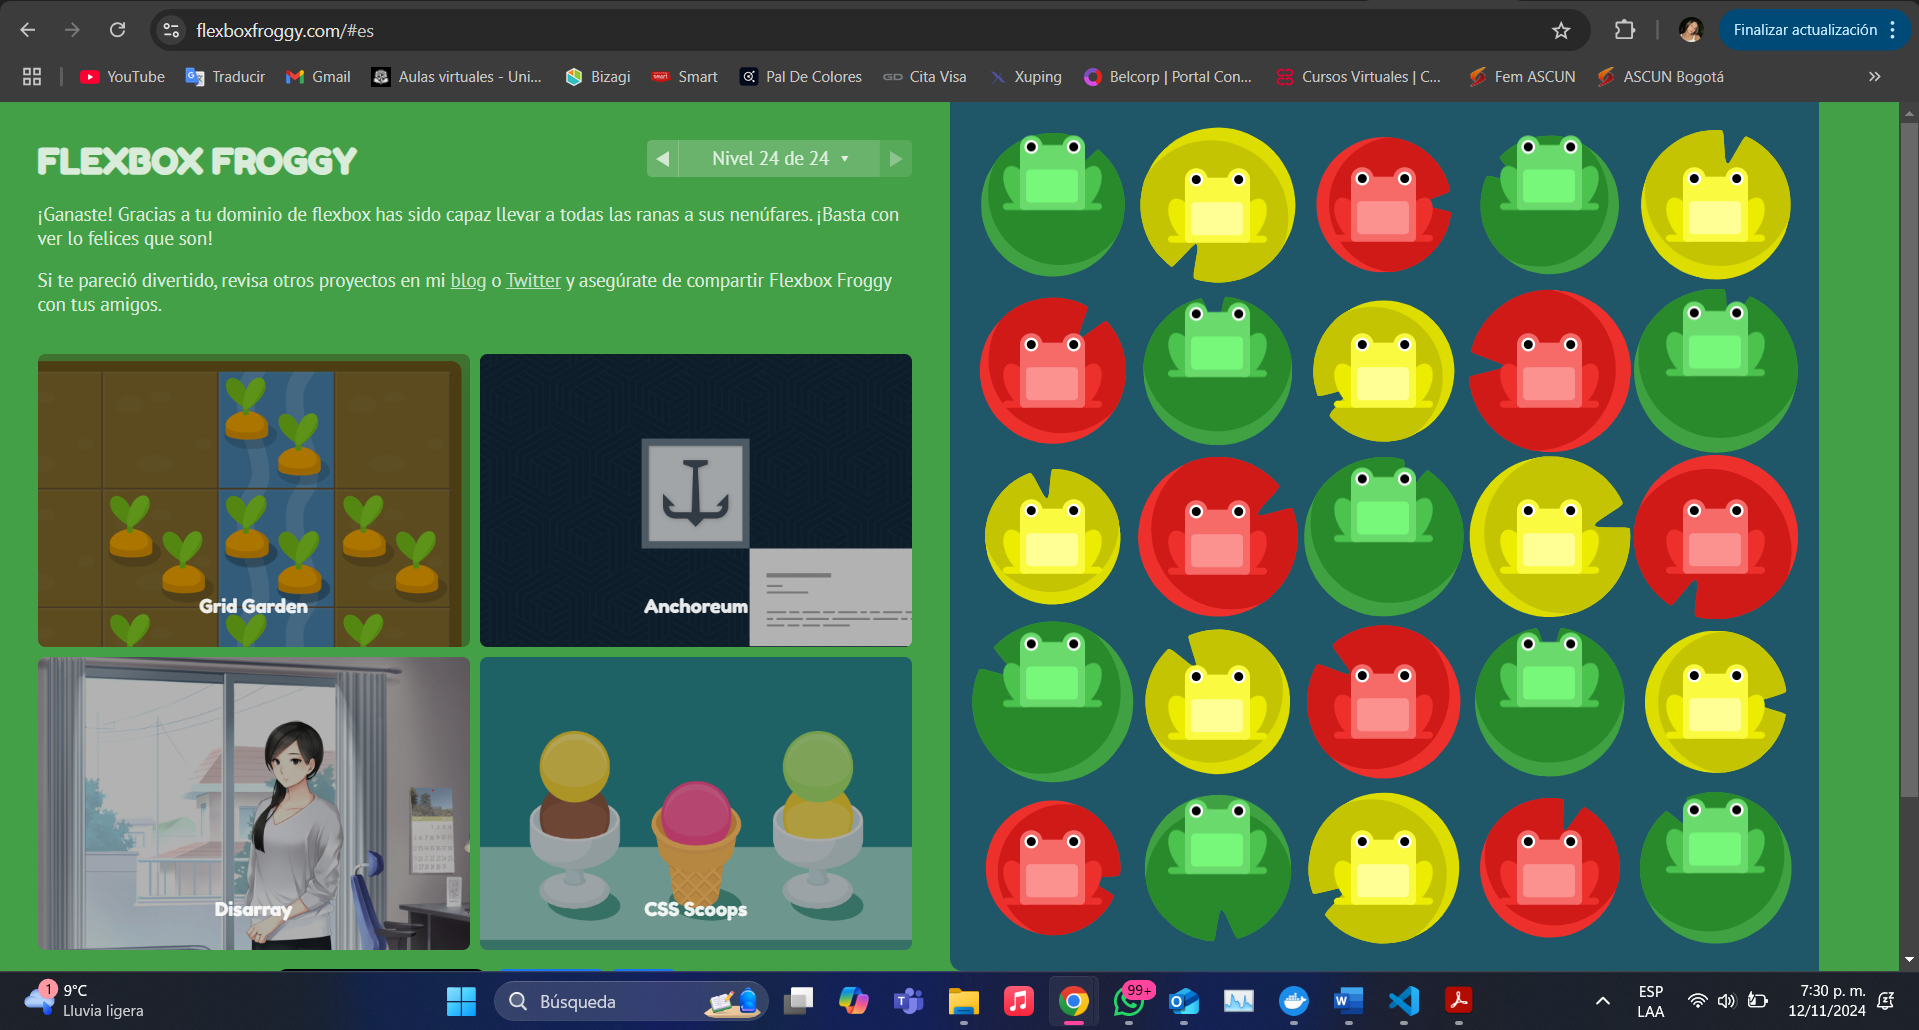 flexboxfroggy.com/#es
Finalizar actualización
YouTube
Traducir
Gmail
Aulas virtuales - Uni...
Bizagi
smart
Smart
Pal De Colores
GD
Cita Visa
Xuping
Belcorp | Portal Con...
Cursos Virtuales | C...
Fem ASCUN
ASCUN Bogotá
FLEXBOX FROGGY
Nivel 24 de 24
¡Ganaste! Gracias a tu dominio de flexbox has sido capaz llevar a todas las ranas a sus nenúfares. ¡Basta con
ver lo felices que son!
Si te pareció divertido, revisa otros proyectos en mi blog o Twitter y asegúrate de compartir Flexbox Froggy
con tus amigos.
Grid Garden
Anchoreum
Disarray
CSS Scoops
1
9°C
Lluvia ligera
Búsqueda
99+
ESP
LAA
7:30 p. m.
12/11/2024